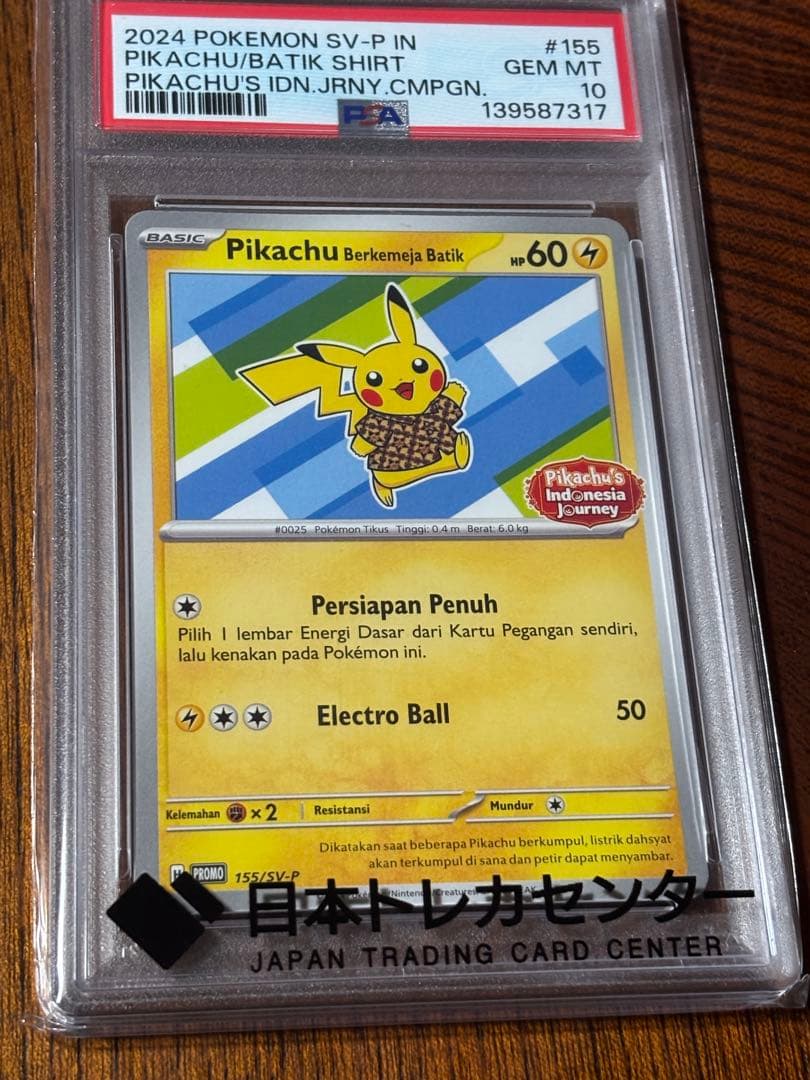 2024 POKEMON SV-P IN #155
PIKACHU/BATIK SHIRT GEM MT
PIKACHU'S IDN.JRNY.CMPGN. 10
PSA 139587317
BASIC Pikachu Berkemeja Batik HP 60
Pikachu's
Indonesia
Journey
#0025 Pokémon Tikus Tinggi: 0.4 m Berat: 6.0 kg
Persiapan Penuh
Pilih 1 lembar Energi Dasar dari Kartu Pegangan sendiri,
lalu kenakan pada Pokémon ini.
Electro Ball 50
Kelemahan ×2 Resistansi Mundur
Dikatakan saat beberapa Pikachu berkumpul, listrik dahsyat
akan terkumpul di sana dan petir dapat menyambar.
PROMO 155/SV-P
日本トレカセンター
JAPAN TRADING CARD CENTER